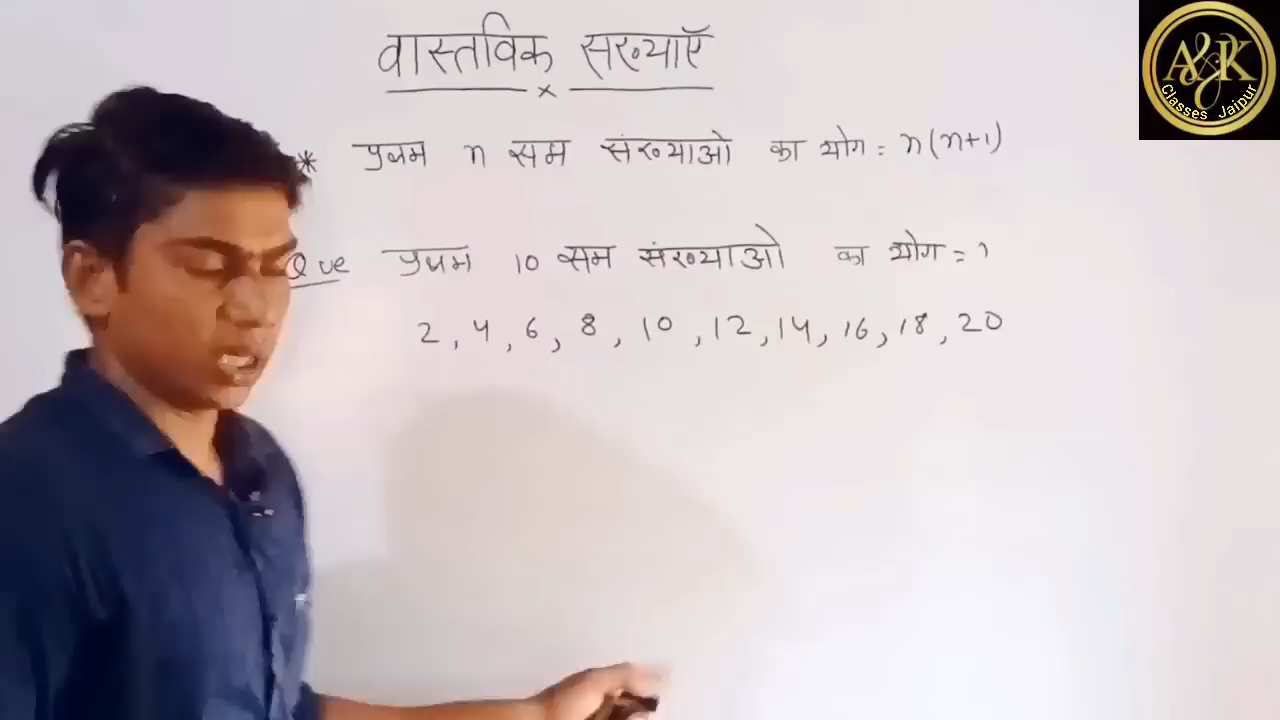 वास्तविक संख्याएँ
* प्रथम n सम संख्याओ का योग = n(n+1)
Que प्रथम 10 सम संख्याओ का योग = ?
2, 4, 6, 8, 10, 12, 14, 16, 18, 20
A&K
Classes Jaipur